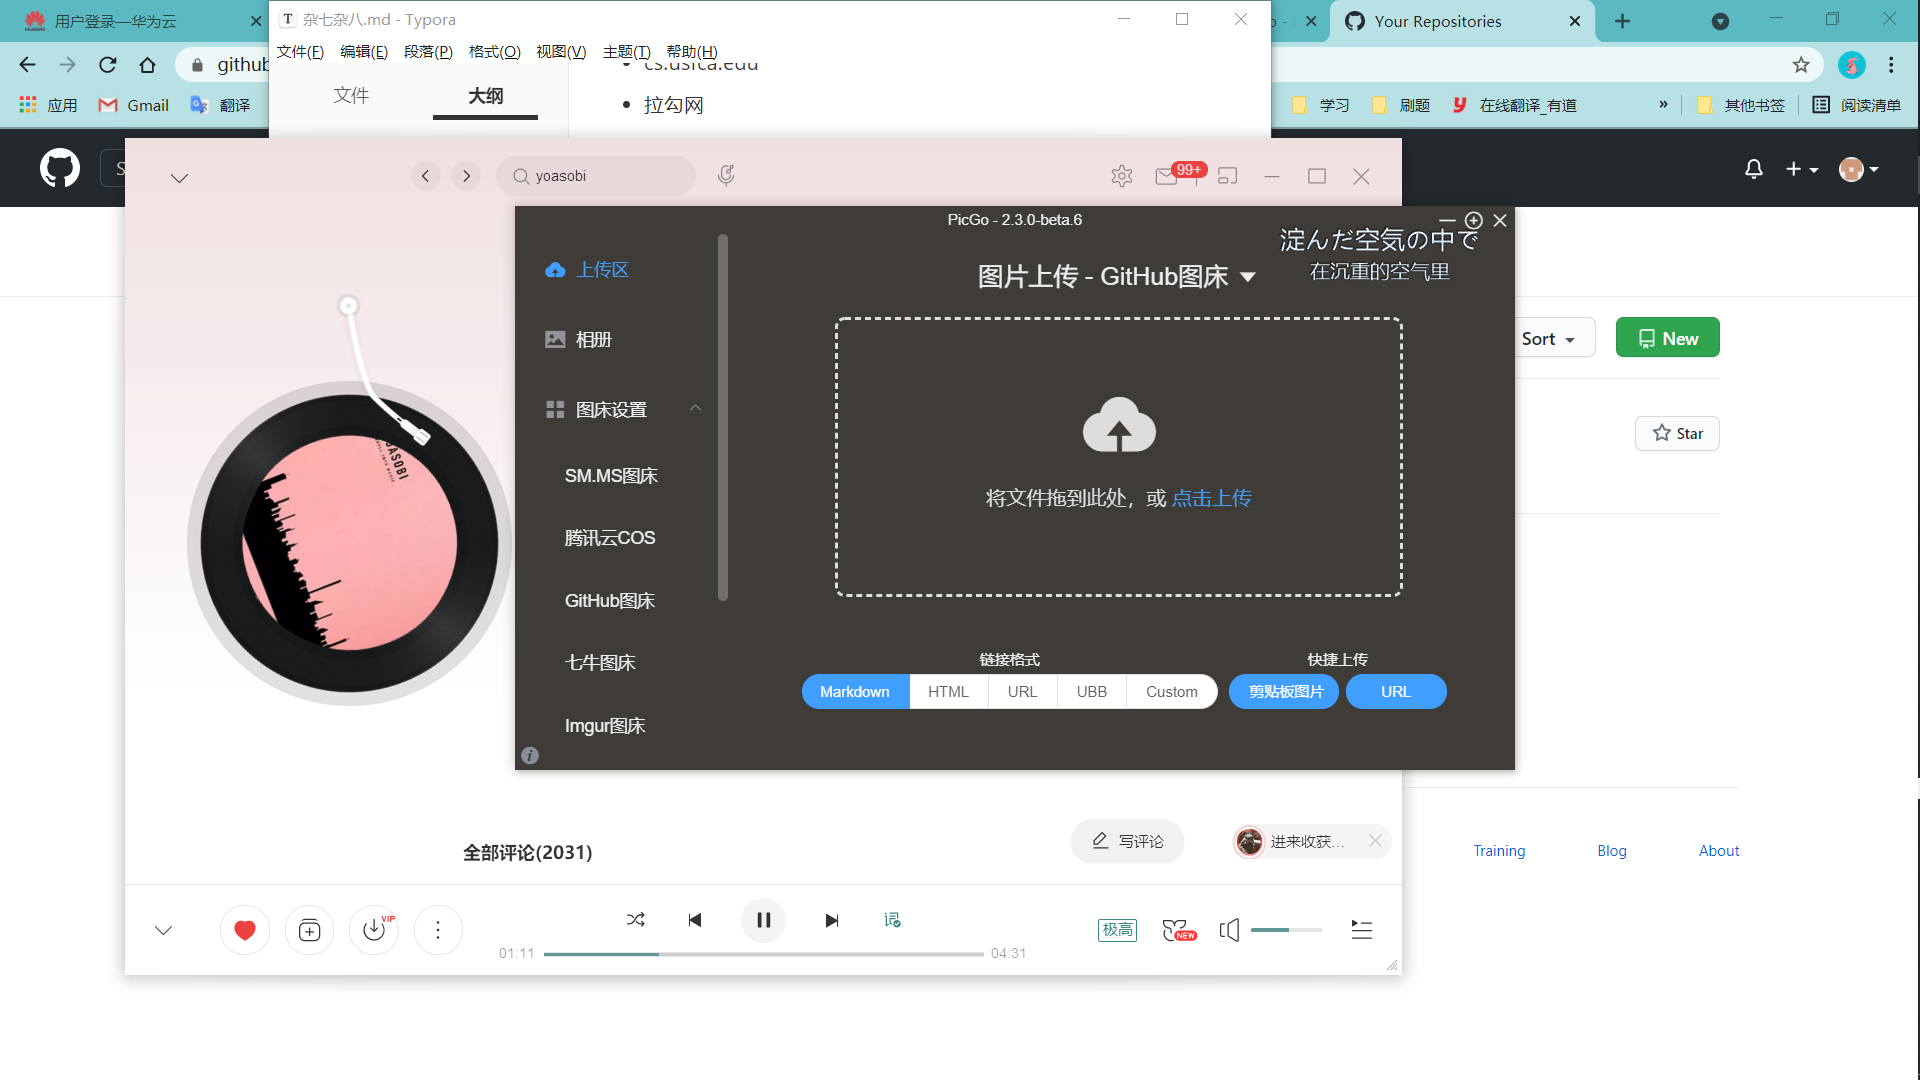 用户登录—华为云
杂七杂八.md - Typora
Your Repositories
文件(F) 编辑(E) 段落(P) 格式(O) 视图(V) 主题(T) 帮助(H)
github
cs.usfca.edu
文件 大纲
拉勾网
应用 Gmail 翻译
学习 刷题 在线翻译_有道 » 其他书签 阅读清单
yoasobi
99+
PicGo - 2.3.0-beta.6
淀んだ空気の中で
在沉重的空气里
上传区
图片上传 - GitHub图床
相册
图床设置
Sort
New
Star
SM.MS图床
将文件拖到此处，或 点击上传
腾讯云COS
GitHub图床
七牛图床
Imgur图床
链接格式 快捷上传
Markdown HTML URL UBB Custom 剪贴板图片 URL
全部评论(2031)
写评论
进来收获...
Training Blog About
VIP
词
极高
NEW
01:11 04:31